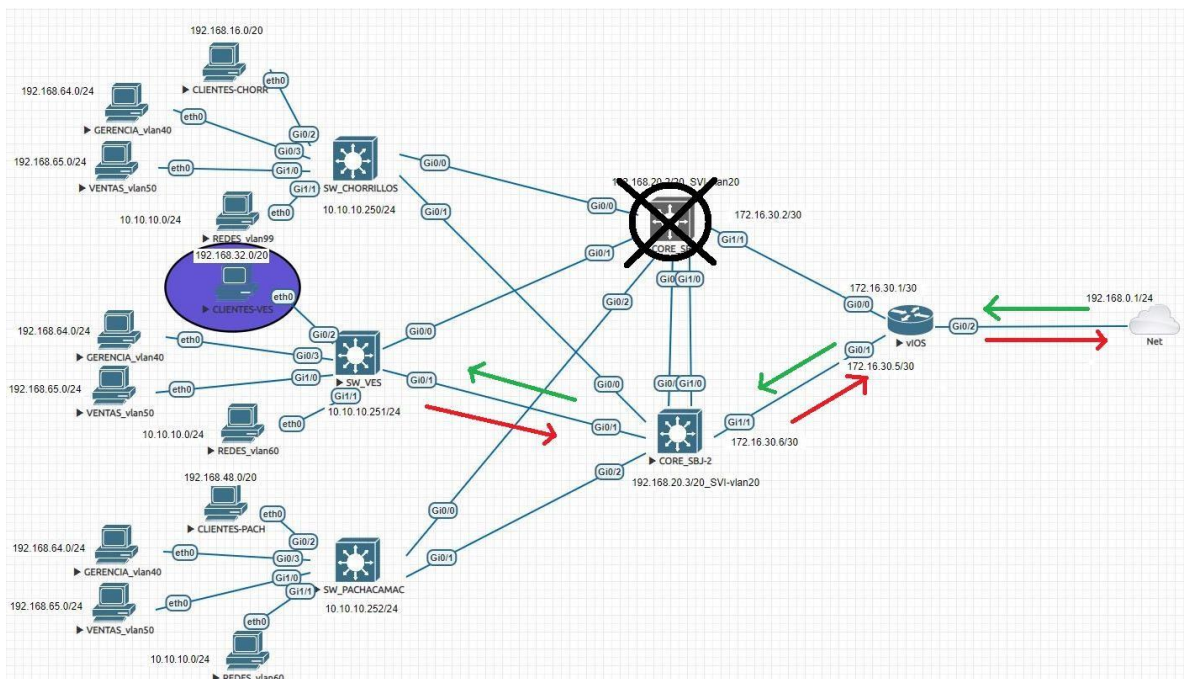 192.168.16.0/20
eth0
▶ CLIENTES-CHORR
192.168.64.0/24
eth0
▶ GERENCIA_vlan40
Gi0/2
Gi0/3
192.168.65.0/24
eth0
Gi1/0
▶ VENTAS_vlan50
SW_CHORRILLOS
Gi1/1
10.10.10.250/24
10.10.10.0/24
eth0
▶ REDES_vlan99
Gi0/0
Gi0/1
192.168.32.0/20
eth0
▶ CLIENTES-VES
192.168.64.0/24
eth0
Gi0/2
▶ GERENCIA_vlan40
Gi0/3
192.168.65.0/24
eth0
Gi1/0
▶ SW_VES
▶ VENTAS_vlan50
Gi1/1
10.10.10.251/24
10.10.10.0/24
eth0
▶ REDES_vlan60
Gi0/0
Gi0/1
192.168.48.0/20
eth0
▶ CLIENTES-PACH
Gi0/2
192.168.64.0/24
eth0
Gi0/3
▶ GERENCIA_vlan40
Gi1/0
192.168.65.0/24
eth0
Gi1/1
▶ SW_PACHACAMAC
▶ VENTAS_vlan50
10.10.10.252/24
10.10.10.0/24
eth0
▶ REDES_vlan60
Gi0/0
Gi0/1
Gi0/0
172.16.30.2/30
Gi1/1
Gi0/1
Gi0/2
Gi1/0
Gi1/0
Gi0/0
Gi0/1
Gi1/1
172.16.30.6/30
▶ CORE_SBJ-2
Gi0/2
192.168.20.3/20_SVI-vlan20
172.16.30.1/30
Gi0/0
Gi0/2
▶ vIOS
Gi0/1
172.16.30.5/30
192.168.0.1/24
Net